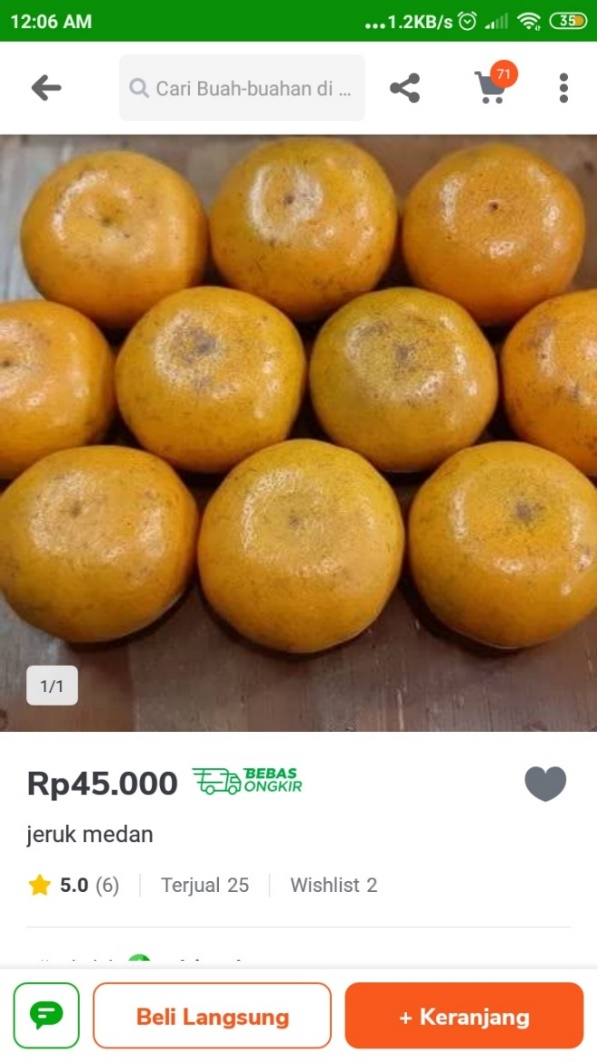 12:06 AM
...1.2KB/s
35
Cari Buah-buahan di ...
71
1/1
Rp45.000
BEBAS
ONGKIR
jeruk medan
5.0 (6)
Terjual 25
Wishlist 2
Beli Langsung
+ Keranjang